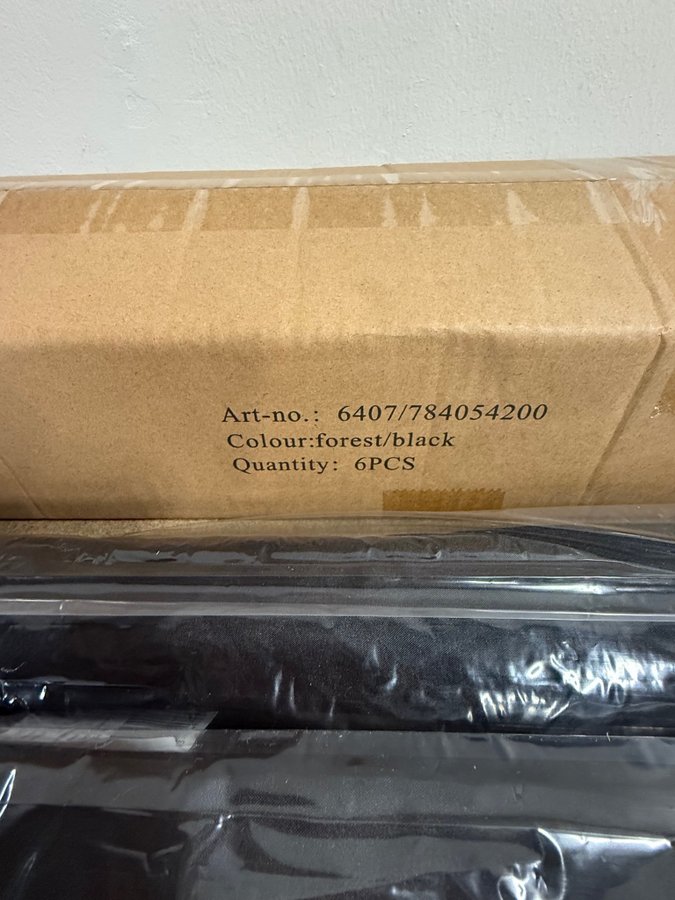 Art-no.: 6407/784054200
Colour:forest/black
Quantity: 6PCS